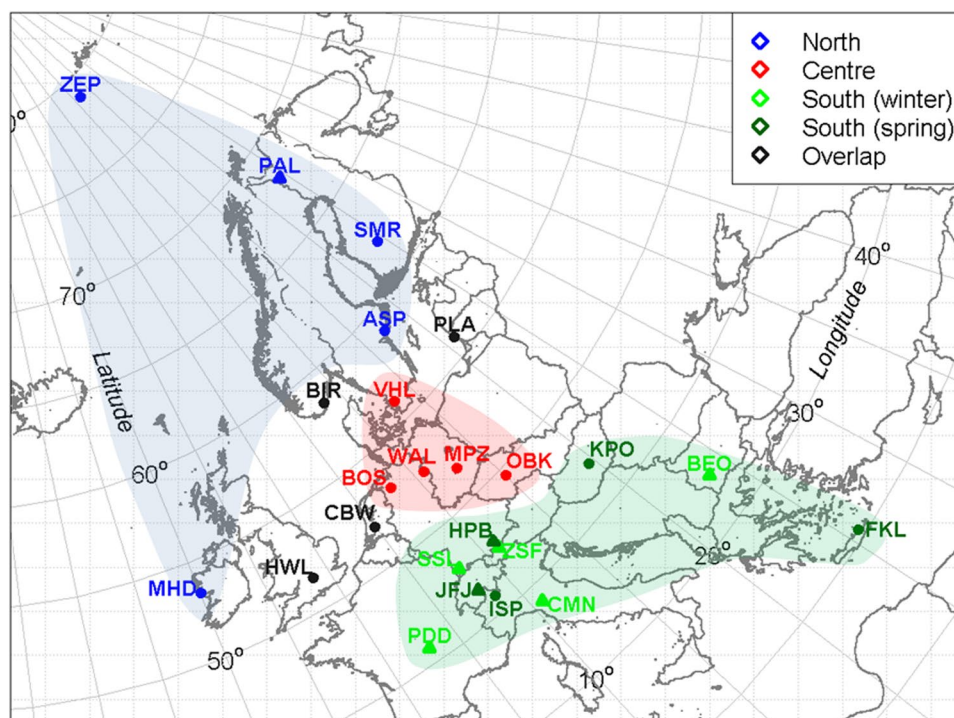 North
Centre
South (winter)
South (spring)
Overlap
ZEP
0°
PAL
SMR
40°
70°
ASP
PLA
Longitude
Latitude
BIR
VHL
30°
60°
WAL
MPZ
OBK
KPO
BEO
BOS
CBW
HPB
ZSF
20°
FKL
SSL
HWL
MHD
JFJ
ISP
CMN
PDD
50°
10°